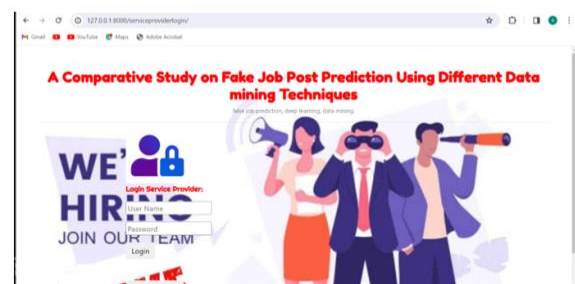 127.0.0.1:8000/serviceproviderlogin/
Gmail YouTube Maps Adobe Acrobat
A Comparative Study on Fake Job Post Prediction Using Different Data
mining Techniques
fake job prediction, deep learning, data mining.
WE'
Login Service Provider:
HIRING
User Name
Password
JOIN OUR TEAM
Login